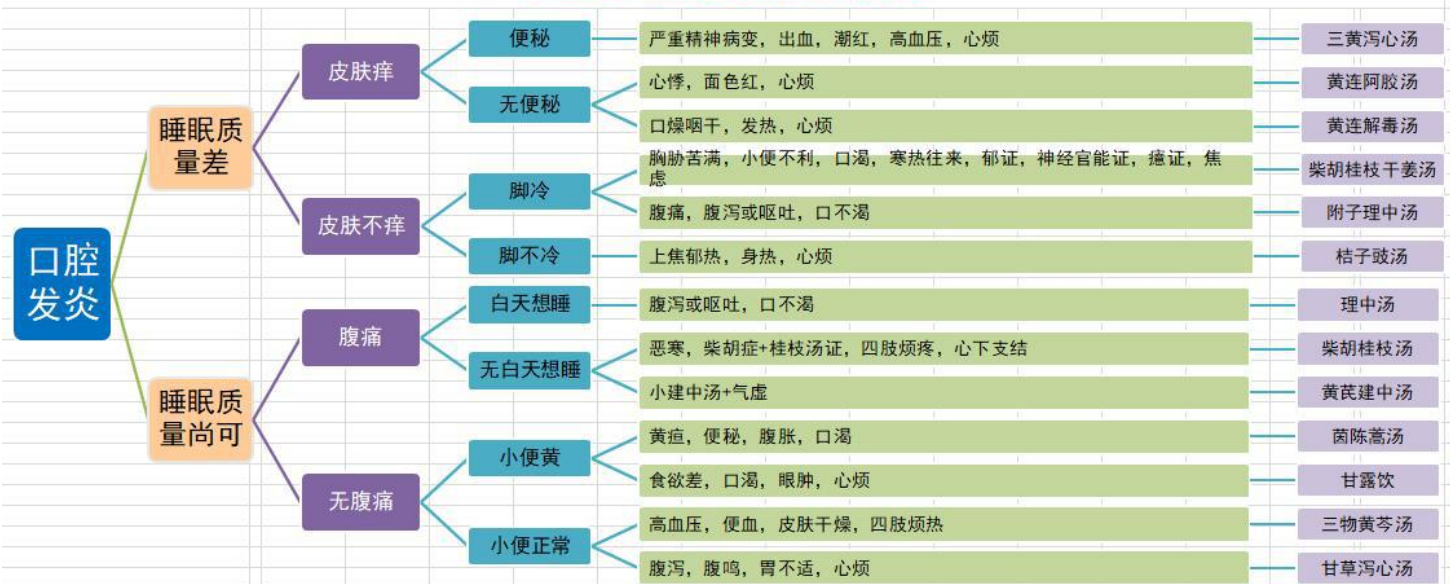 口腔
发炎
睡眠质
量差
皮肤痒
便秘
严重精神病变，出血，潮红，高血压，心烦
三黄泻心汤
无便秘
心悸，面色红，心烦
黄连阿胶汤
口燥咽干，发热，心烦
黄连解毒汤
皮肤不痒
脚冷
胸胁苦满，小便不利，口渴，寒热往来，郁证，神经官能证，癔证，焦
虑
柴胡桂枝干姜汤
腹痛，腹泻或呕吐，口不渴
附子理中汤
脚不冷
上焦郁热，身热，心烦
桔子豉汤
睡眠质
量尚可
腹痛
白天想睡
腹泻或呕吐，口不渴
理中汤
无白天想睡
恶寒，柴胡症+桂枝汤证，四肢烦疼，心下支结
柴胡桂枝汤
小建中汤+气虚
黄芪建中汤
无腹痛
小便黄
黄疸，便秘，腹胀，口渴
茵陈蒿汤
食欲差，口渴，眼肿，心烦
甘露饮
小便正常
高血压，便血，皮肤干燥，四肢烦热
三物黄芩汤
腹泻，腹鸣，胃不适，心烦
甘草泻心汤